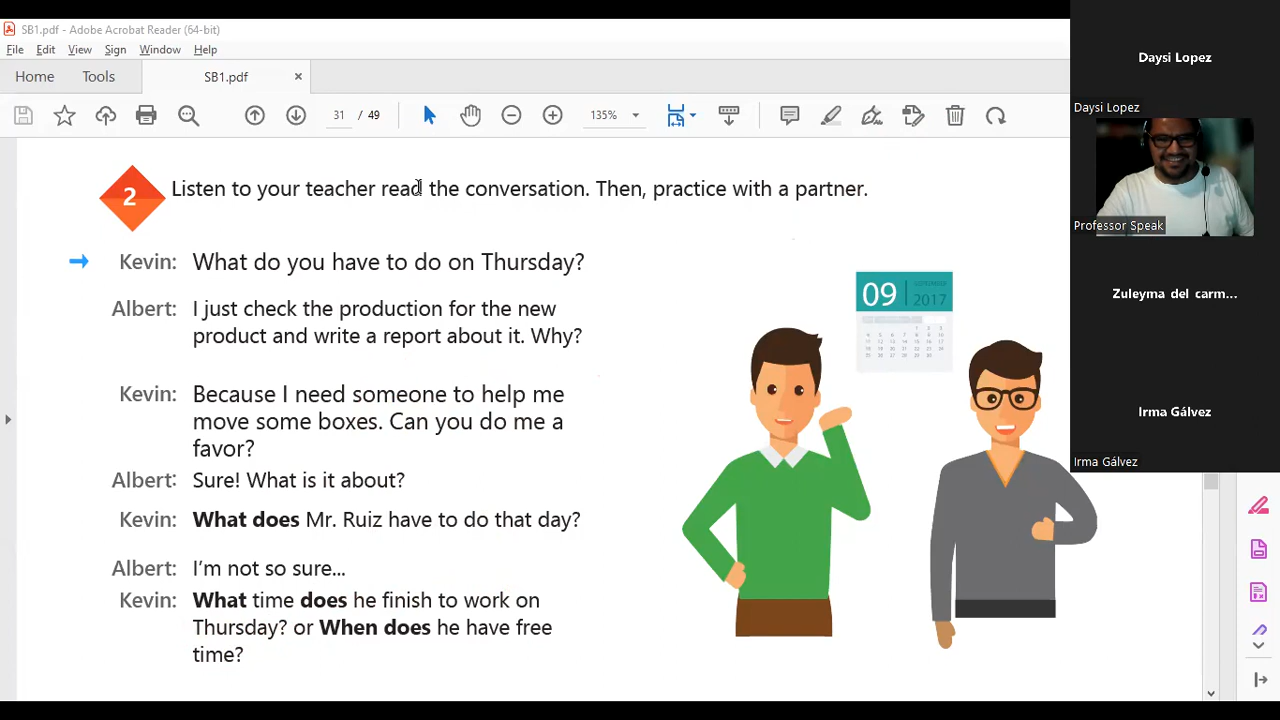 SB1.pdf - Adobe Acrobat Reader (64-bit)
File Edit View Sign Window Help
Home Tools SB1.pdf ×
31 / 49 135%
2 Listen to your teacher read the conversation. Then, practice with a partner.
Kevin: What do you have to do on Thursday?
Albert: I just check the production for the new
product and write a report about it. Why?
Kevin: Because I need someone to help me
move some boxes. Can you do me a
favor?
Albert: Sure! What is it about?
Kevin: What does Mr. Ruiz have to do that day?
Albert: I'm not so sure...
Kevin: What time does he finish to work on
Thursday? or When does he have free
time?
09 2017
Daysi Lopez
Daysi Lopez
Professor Speak
Zuleyma del carm...
Irma Gálvez
Irma Gálvez